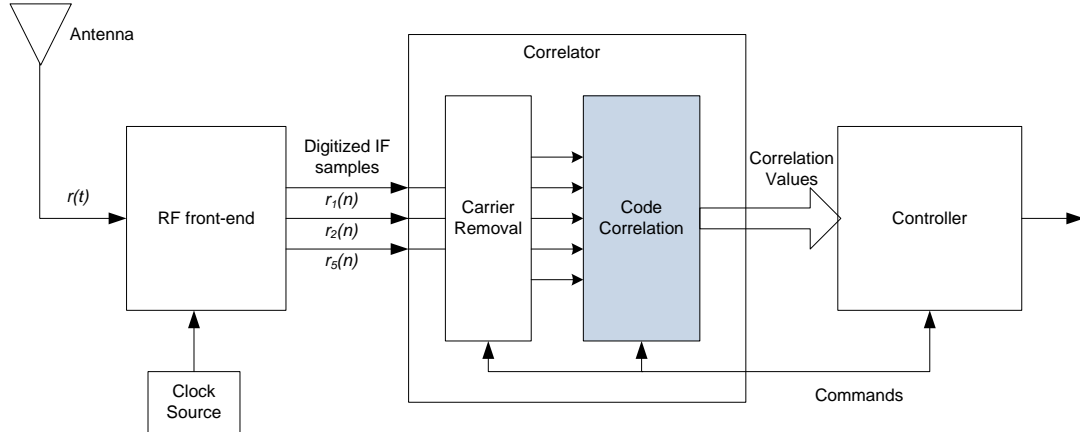 Antenna
Correlator
Digitized IF
samples
r(t)
RF front-end
r₁(n)
r₂(n)
r₅(n)
Carrier
Removal
Code
Correlation
Correlation
Values
Controller
Clock
Source
Commands